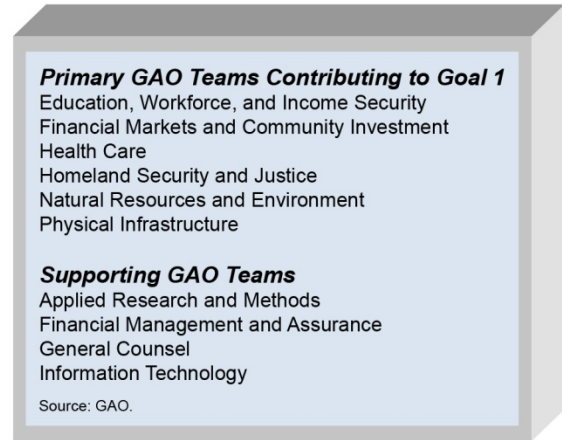 Primary GAO Teams Contributing to Goal 1
Education, Workforce, and Income Security
Financial Markets and Community Investment
Health Care
Homeland Security and Justice
Natural Resources and Environment
Physical Infrastructure
Supporting GAO Teams
Applied Research and Methods
Financial Management and Assurance
General Counsel
Information Technology
Source: GAO.